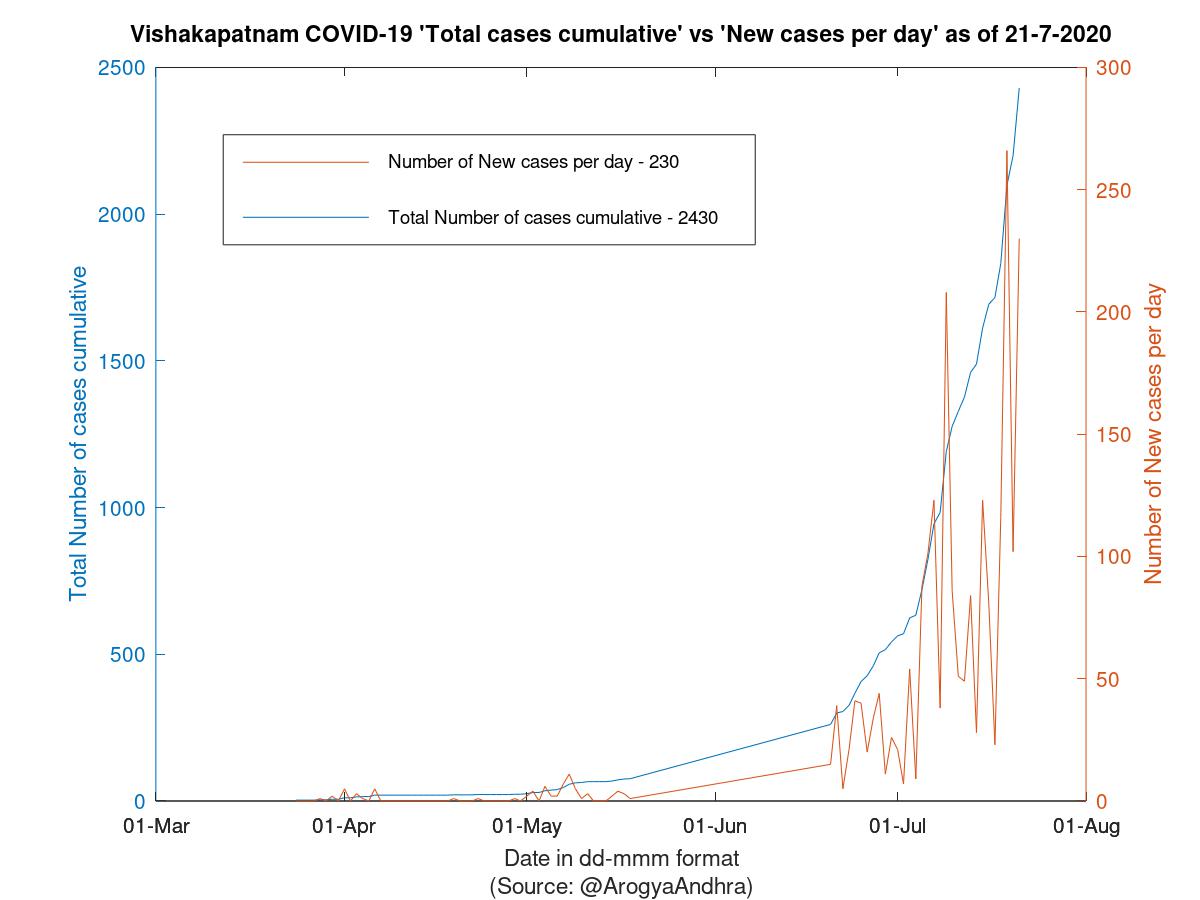 Vishakapatnam COVID-19 'Total cases cumulative' vs 'New cases per day' as of 21-7-2020
2500
2000
1500
1000
500
0
Total Number of cases cumulative
Number of New cases per day - 230
Total Number of cases cumulative - 2430
300
250
200
150
100
50
0
Number of New cases per day
01-Mar 01-Apr 01-May 01-Jun 01-Jul 01-Aug
Date in dd-mmm format
(Source: @ArogyaAndhra)